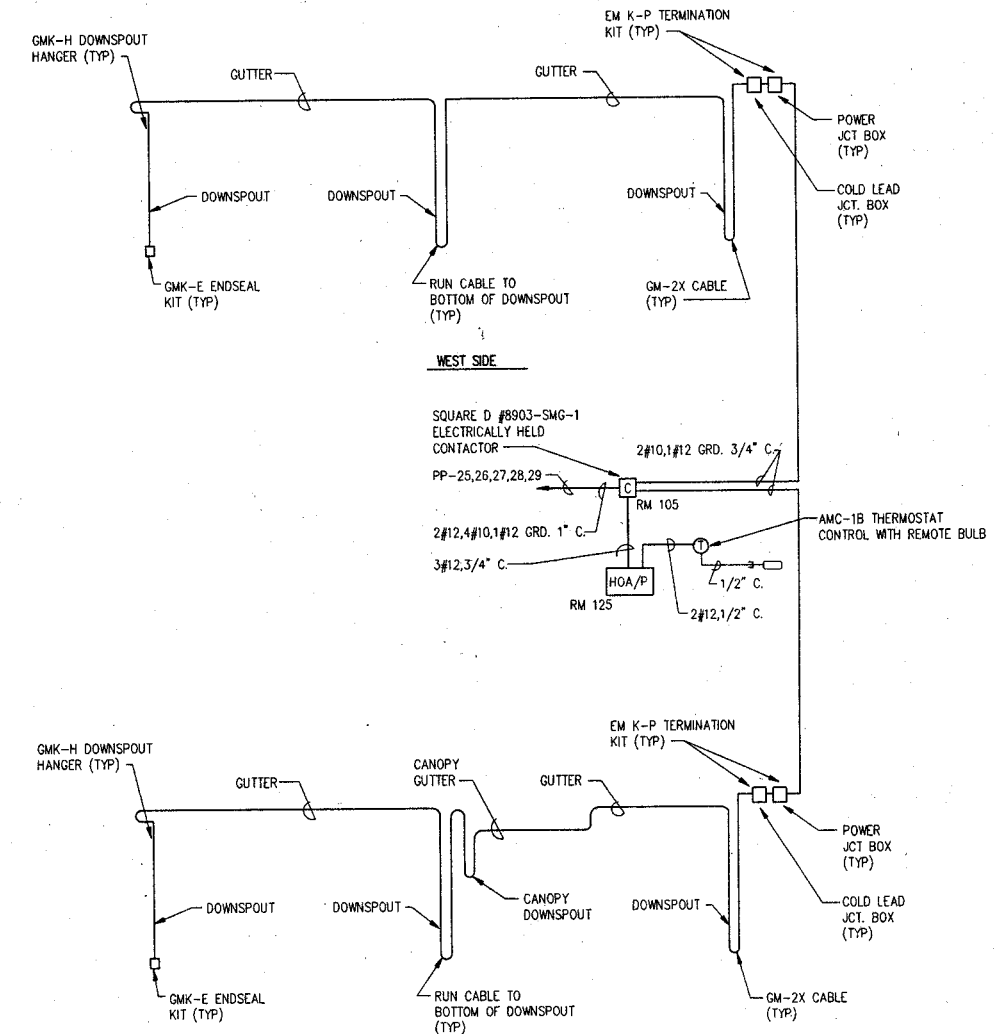 EM K-P TERMINATION
KIT (TYP)
GMK-H DOWNSPOUT
HANGER (TYP)
GUTTER
GUTTER
POWER
JCT BOX
(TYP)
DOWNSPOUT
DOWNSPOUT
DOWNSPOUT
COLD LEAD
JCT. BOX
(TYP)
GMK-E ENDSEAL
KIT (TYP)
RUN CABLE TO
BOTTOM OF DOWNSPOUT
(TYP)
GM-2X CABLE
(TYP)
WEST SIDE
SQUARE D #8903-SMG-1
ELECTRICALLY HELD
CONTACTOR
2#10,1#12 GRD. 3/4" C.
PP-25,26,27,28,29
C
RM 105
2#12,4#10,1#12 GRD. 1" C.
AMC-1B THERMOSTAT
CONTROL WITH REMOTE BULB
T
3#12,3/4" C.
HOA/P
1/2" C.
RM 125
2#12,1/2" C.
EM K-P TERMINATION
KIT (TYP)
GMK-H DOWNSPOUT
HANGER (TYP)
GUTTER
CANOPY
GUTTER
GUTTER
POWER
JCT BOX
(TYP)
DOWNSPOUT
DOWNSPOUT
CANOPY
DOWNSPOUT
DOWNSPOUT
COLD LEAD
JCT. BOX
(TYP)
GMK-E ENDSEAL
KIT (TYP)
RUN CABLE TO
BOTTOM OF DOWNSPOUT
(TYP)
GM-2X CABLE
(TYP)